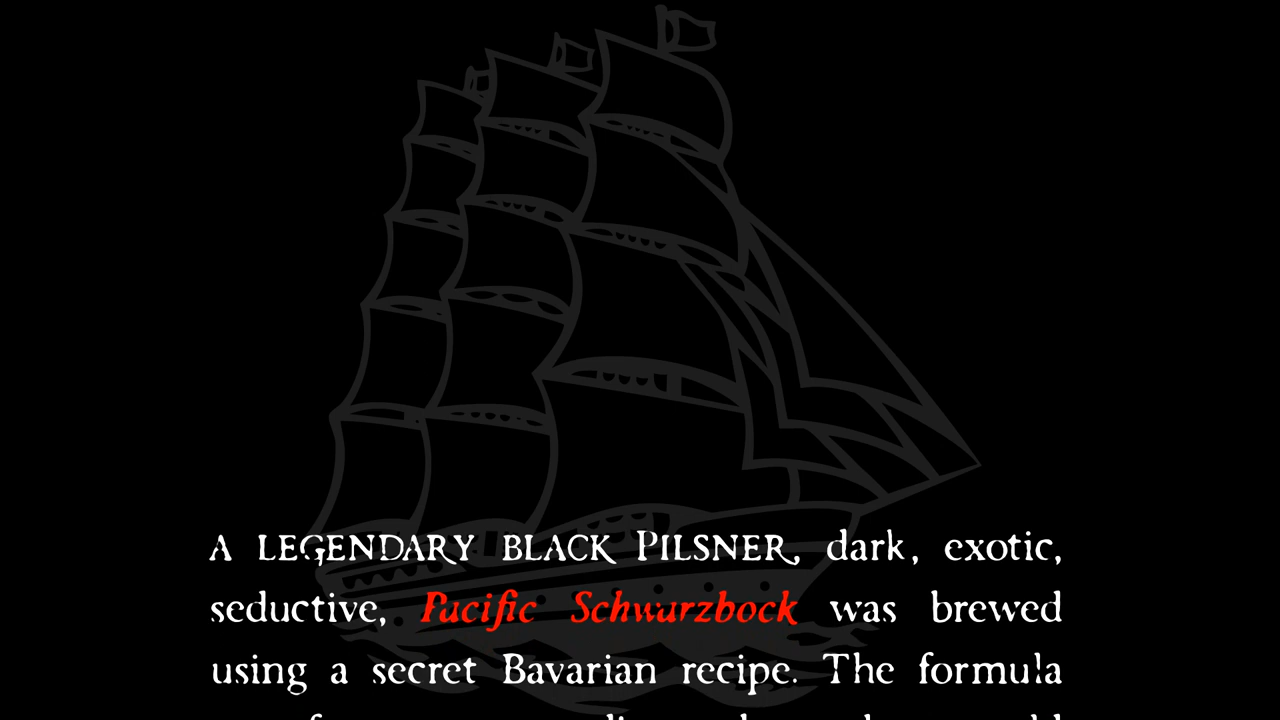 A LEGENDARY BLACK PILSNER, dark, exotic,
seductive, Pacific Schwarzbock was brewed
using a secret Bavarian recipe. The formula